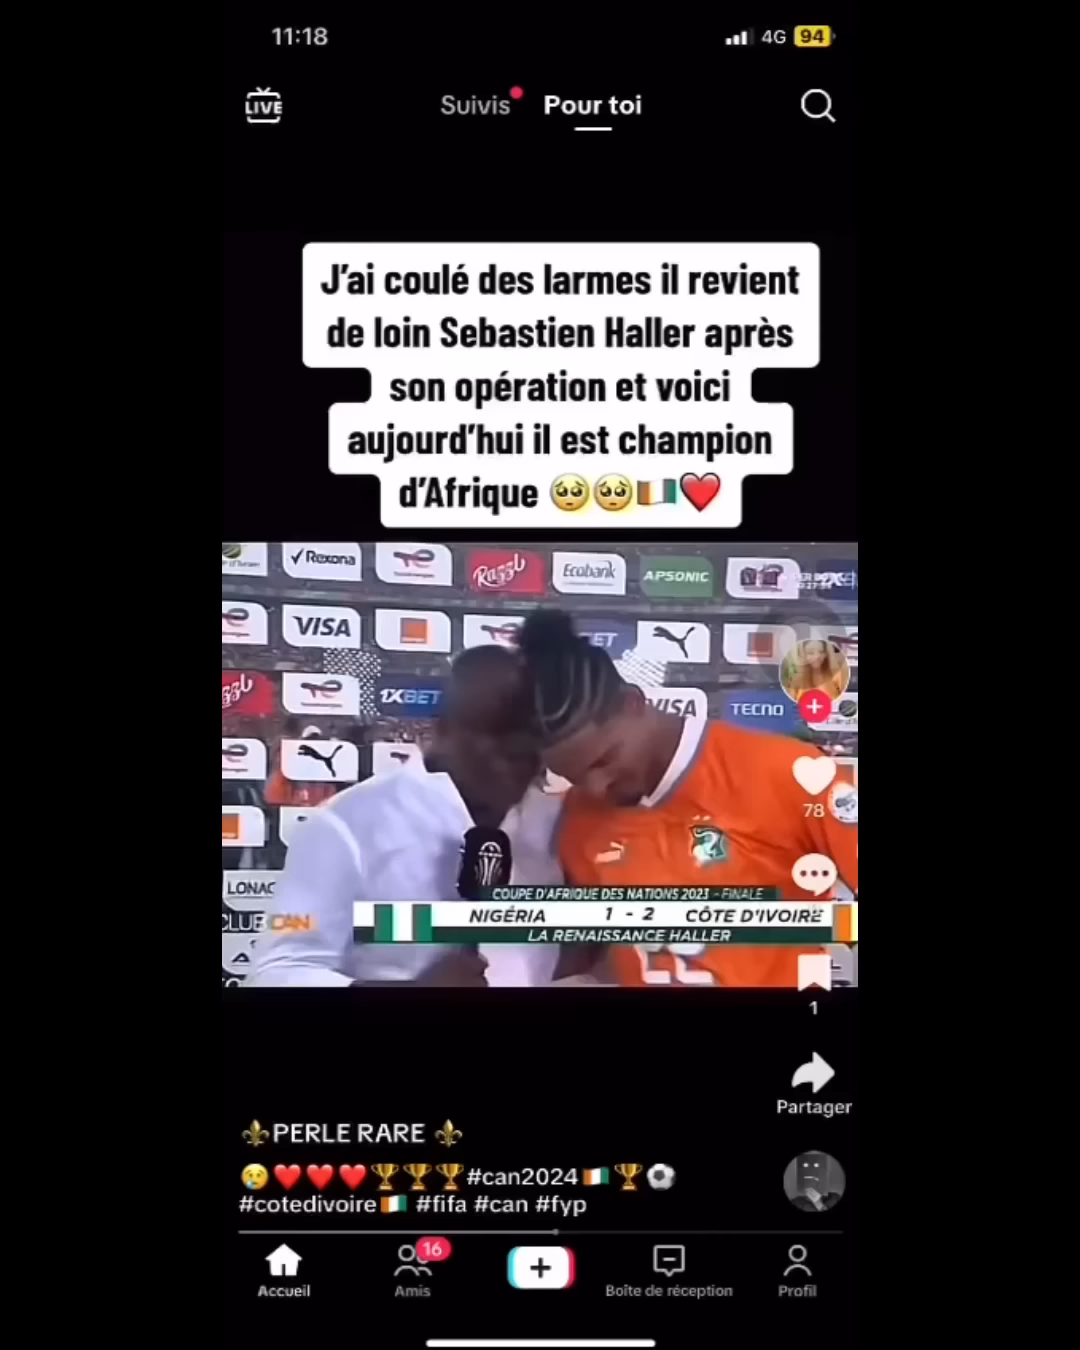 11:18
4G 94
LIVE
Suivis
Pour toi
J'ai coulé des larmes il revient
de loin Sebastien Haller après
son opération et voici
aujourd'hui il est champion
d'Afrique 🥺🥺🇨🇮❤️
Rexona
Razzl
Ecobank
APSONIC
VISA
1XBET
VISA
TECNO
78
LONAC
CLUB CAN
COUPE D'AFRIQUE DES NATIONS 2023 - FINALE
NIGÉRIA 1 - 2 CÔTE D'IVOIRE
LA RENAISSANCE HALLER
1
Partager
⚜️PERLE RARE ⚜️
😢❤️❤️❤️🏆🏆🏆#can2024🇨🇮🏆⚽
#cotedivoire🇨🇮 #fifa #can #fyp
16
Accueil
Amis
Boîte de réception
Profil